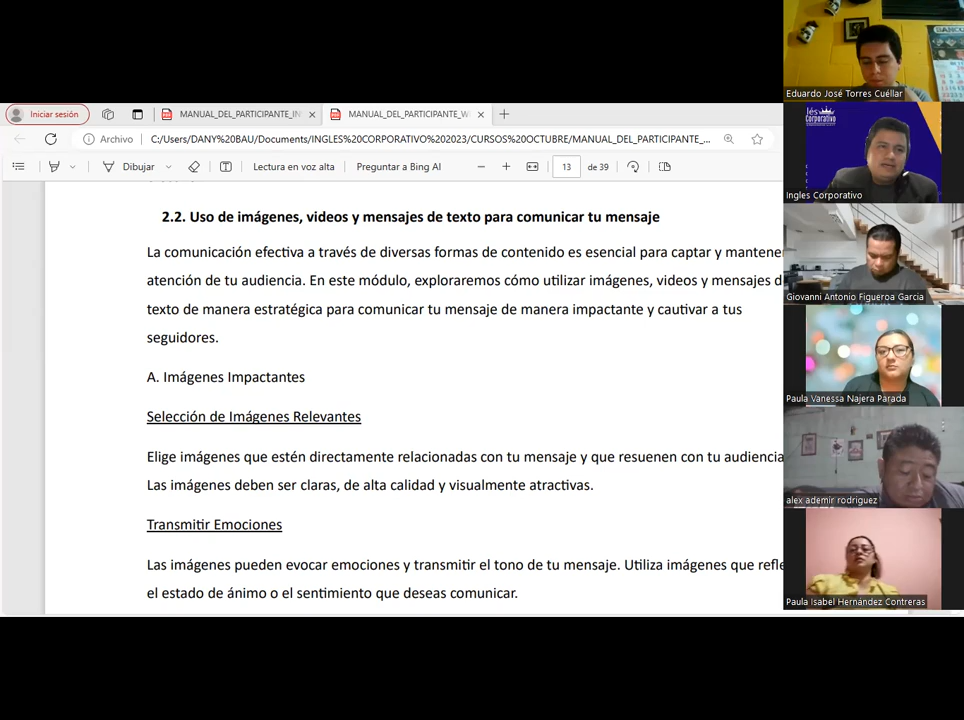 Iniciar sesión
MANUAL_DEL_PARTICIPANTE_IN
MANUAL_DEL_PARTICIPANTE_W
Archivo
C:/Users/DANY%20BAU/Documents/INGLES%20CORPORATIVO%202023/CURSOS%20OCTUBRE/MANUAL_DEL_PARTICIPANTE_...
Dibujar
Lectura en voz alta
Preguntar a Bing AI
13
de 39
2.2. Uso de imágenes, videos y mensajes de texto para comunicar tu mensaje
La comunicación efectiva a través de diversas formas de contenido es esencial para captar y mantene
atención de tu audiencia. En este módulo, exploraremos cómo utilizar imágenes, videos y mensajes d
texto de manera estratégica para comunicar tu mensaje de manera impactante y cautivar a tus
seguidores.
A. Imágenes Impactantes
Selección de Imágenes Relevantes
Elige imágenes que estén directamente relacionadas con tu mensaje y que resuenen con tu audiencia
Las imágenes deben ser claras, de alta calidad y visualmente atractivas.
Transmitir Emociones
Las imágenes pueden evocar emociones y transmitir el tono de tu mensaje. Utiliza imágenes que refle
el estado de ánimo o el sentimiento que deseas comunicar.
BANCO
Eduardo José Torres Cuéllar
Inglés
Corporativo
Ingles Corporativo
Giovanni Antonio Figueroa Garcia
Paula Vanessa Najera Parada
alex ademir rodriguez
Paula Isabel Hernández Contreras